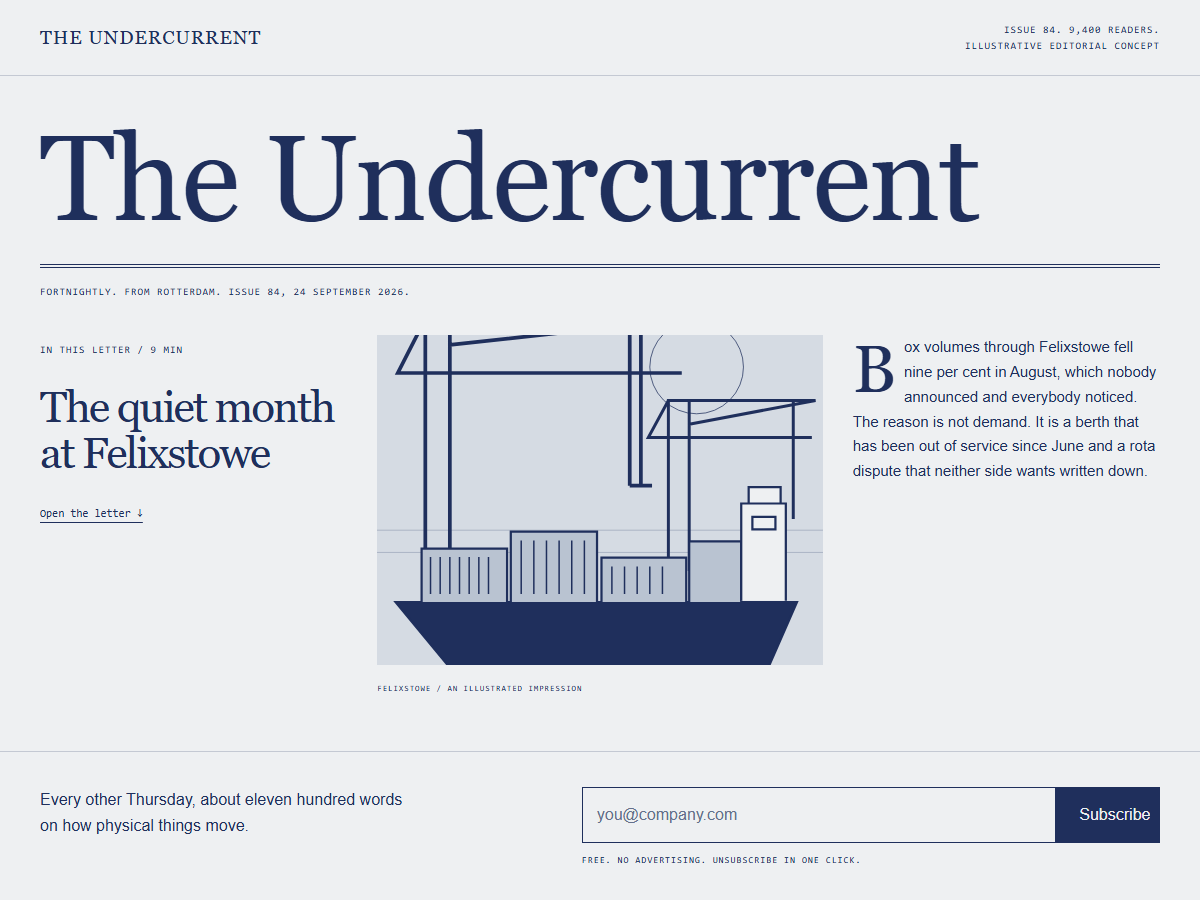 THE UNDERCURRENT
ISSUE 84. 9,400 READERS.
ILLUSTRATIVE EDITORIAL CONCEPT
The Undercurrent
FORTNIGHTLY. FROM ROTTERDAM. ISSUE 84, 24 SEPTEMBER 2026.
IN THIS LETTER / 9 MIN
The quiet month
at Felixstowe
Open the letter ↓
FELIXSTOWE / AN ILLUSTRATED IMPRESSION
Box volumes through Felixstowe fell
nine per cent in August, which nobody
announced and everybody noticed.
The reason is not demand. It is a berth that
has been out of service since June and a rota
dispute that neither side wants written down.
Every other Thursday, about eleven hundred words
on how physical things move.
you@company.com
Subscribe
FREE. NO ADVERTISING. UNSUBSCRIBE IN ONE CLICK.